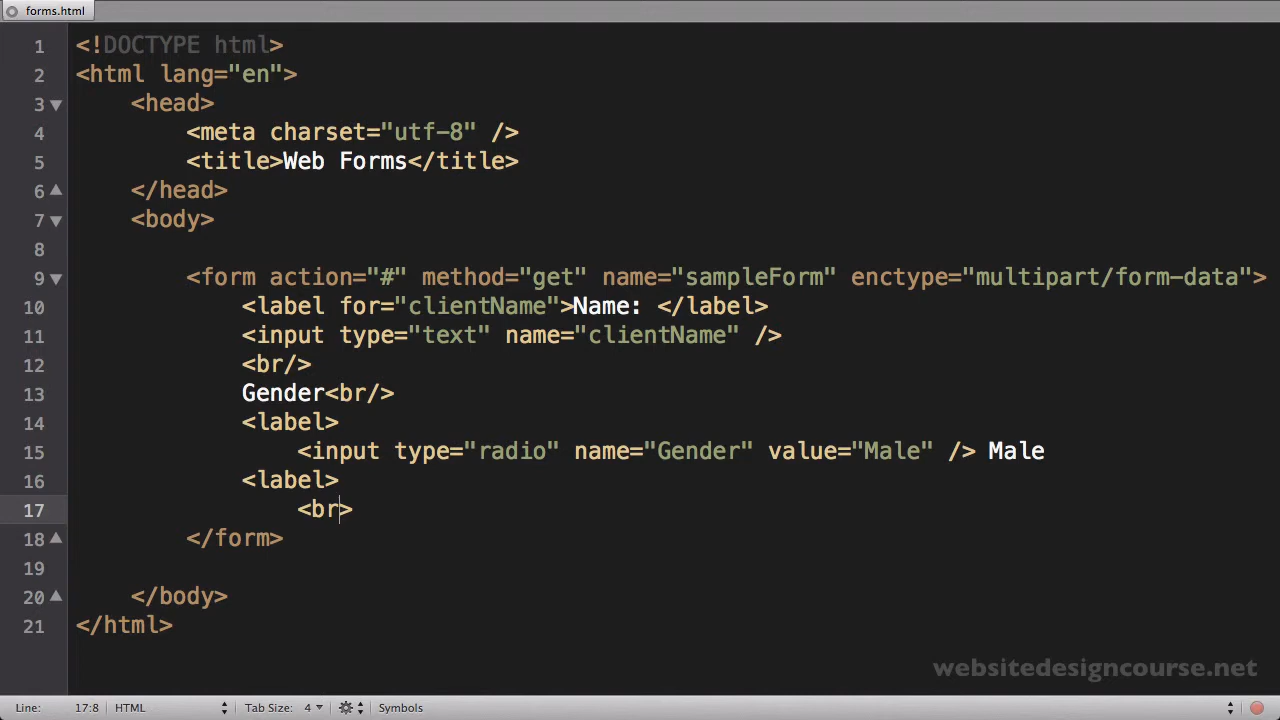 forms.html
1 <!DOCTYPE html>
2 <html lang="en">
3 <head>
4 <meta charset="utf-8" />
5 <title>Web Forms</title>
6 </head>
7 <body>
8
9 <form action="#" method="get" name="sampleForm" enctype="multipart/form-data">
10 <label for="clientName">Name: </label>
11 <input type="text" name="clientName" />
12 <br/>
13 Gender<br/>
14 <label>
15 <input type="radio" name="Gender" value="Male" /> Male
16 <label>
17 <br>
18 </form>
19
20 </body>
21 </html>
websitedesigncourse.net
Line: 17:8 HTML Tab Size: 4 Symbols